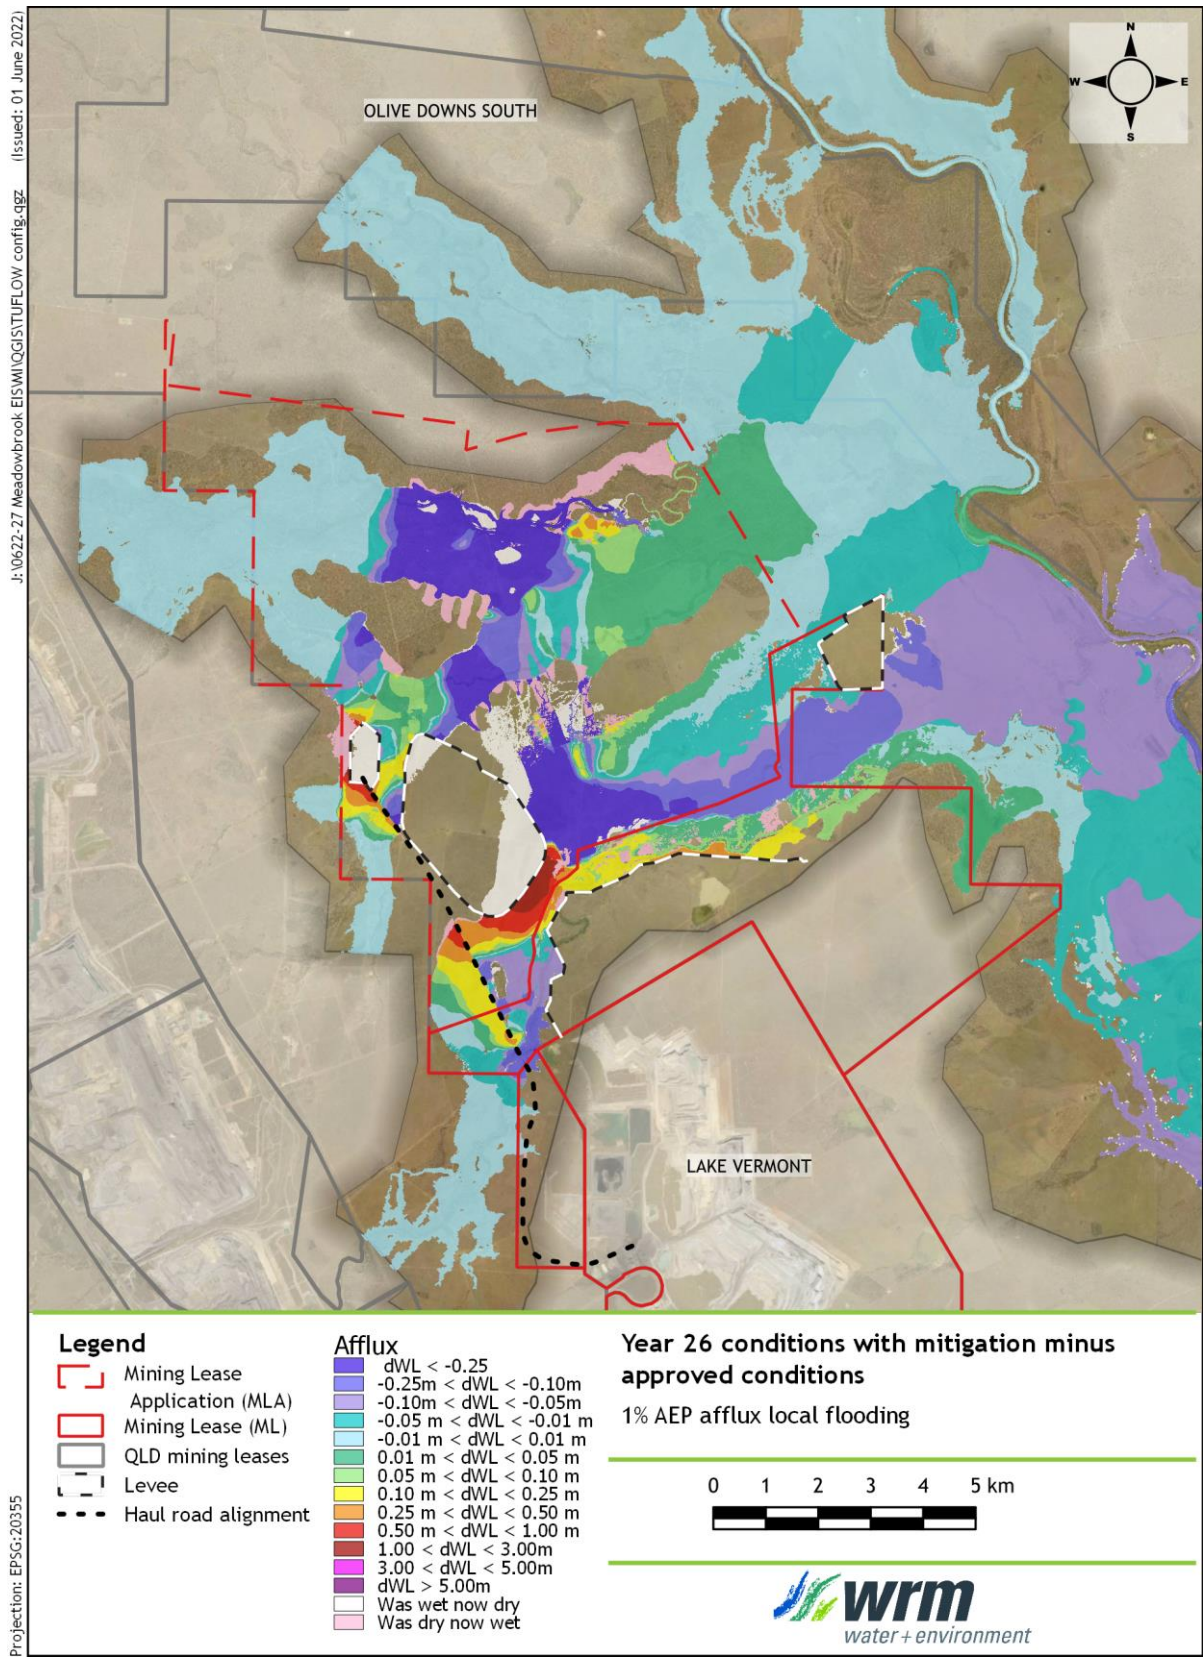 J:\0622-27 Meadowbrook EIS\WI\QGIS\TUFLOW config.qgz (Issued: 01 June 2022)
N
W
E
S
OLIVE DOWNS SOUTH
LAKE VERMONT
Legend
Mining Lease
Application (MLA)
Mining Lease (ML)
QLD mining leases
Levee
Haul road alignment
Afflux
dWL < -0.25
-0.25m < dWL < -0.10m
-0.10m < dWL < -0.05m
-0.05 m < dWL < -0.01 m
-0.01 m < dWL < 0.01 m
0.01 m < dWL < 0.05 m
0.05 m < dWL < 0.10 m
0.10 m < dWL < 0.25 m
0.25 m < dWL < 0.50 m
0.50 m < dWL < 1.00 m
1.00 < dWL < 3.00m
3.00 < dWL < 5.00m
dWL > 5.00m
Was wet now dry
Was dry now wet
Year 26 conditions with mitigation minus
approved conditions
1% AEP afflux local flooding
0 1 2 3 4 5 km
wrm
water + environment
Projection: EPSG:20355